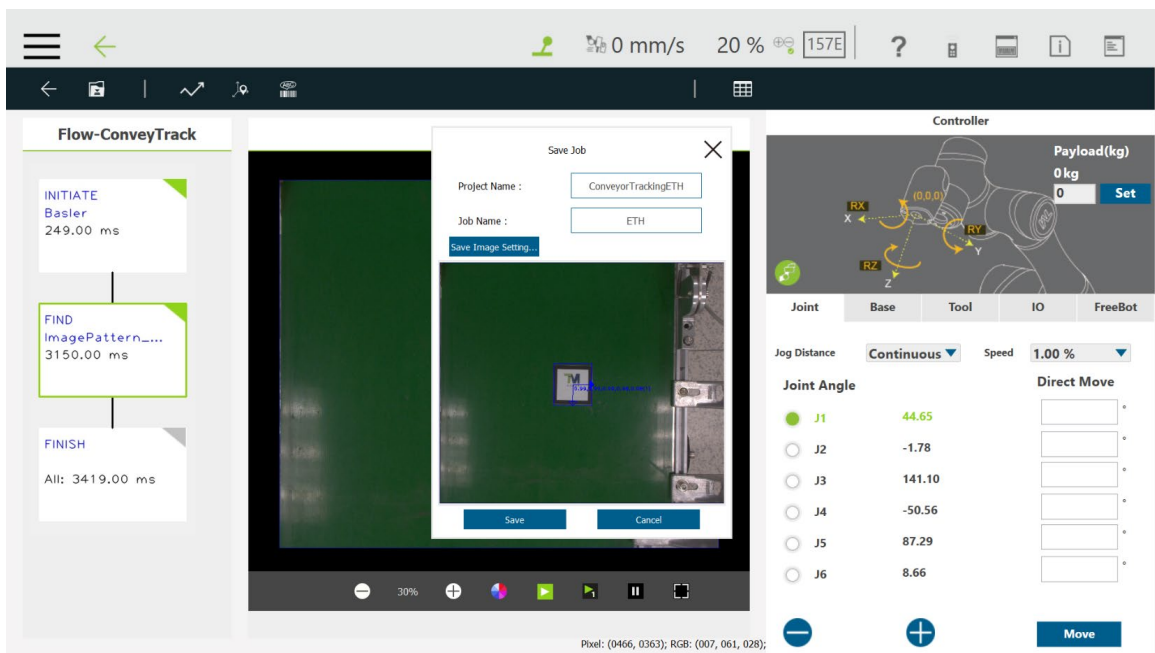 0 mm/s
20 %
157E
?
Flow-ConveyTrack
INITIATE
Basler
249.00 ms
FIND
ImagePattern_...
3150.00 ms
FINISH
All: 3419.00 ms
Save Job
Project Name :
ConveyorTrackingETH
Job Name :
ETH
Save Image Setting...
TM
Save
Cancel
30%
Pixel: (0466, 0363); RGB: (007, 061, 028);
Controller
Payload(kg)
0 kg
0
Set
(0,0,0)
RX
X
RY
Y
RZ
Z
Joint
Base
Tool
IO
FreeBot
Jog Distance
Continuous
Speed
1.00 %
Joint Angle
Direct Move
J1 44.65 °
J2 -1.78 °
J3 141.10 °
J4 -50.56 °
J5 87.29 °
J6 8.66 °
Move